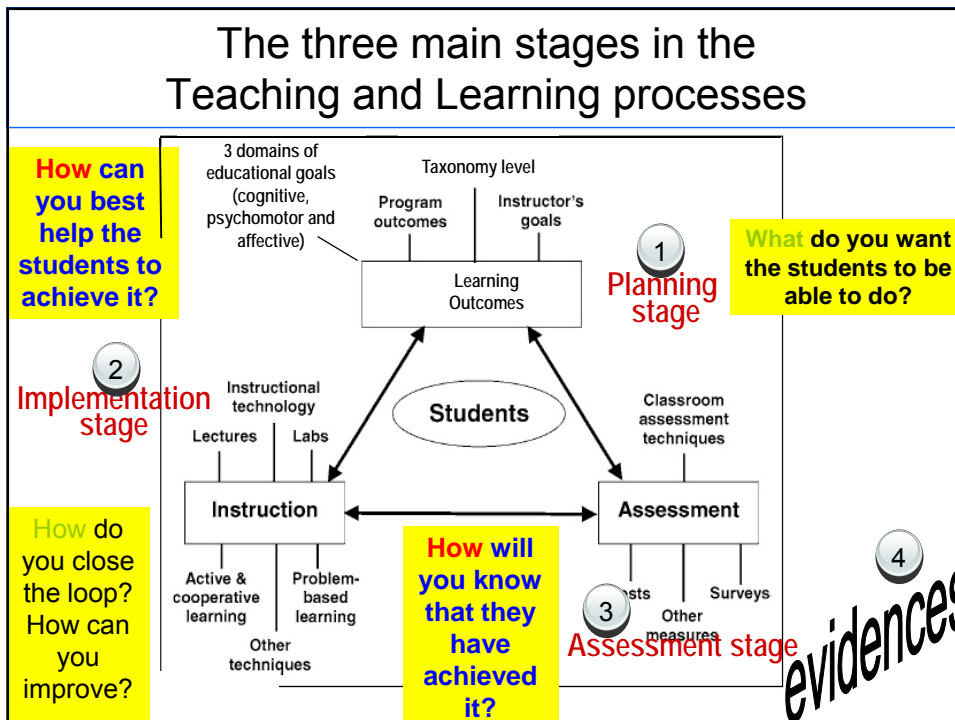 The three main stages in the
Teaching and Learning processes
How can
you best
help the
students to
achieve it?
3 domains of
educational goals
(cognitive,
psychomotor and
affective)
Taxonomy level
Program
outcomes
Instructor's
goals
Learning
Outcomes
1
Planning
stage
What do you want
the students to be
able to do?
2
Implementation
stage
Instructional
technology
Lectures
Labs
Students
Classroom
assessment
techniques
Instruction
Assessment
How do
you close
the loop?
How can
you
improve?
Active &
cooperative
learning
Problem-
based
learning
Other
techniques
How will
you know
that they
have
achieved
it?
3
Surveys
Other
measures
Assessment stage
4
evidences